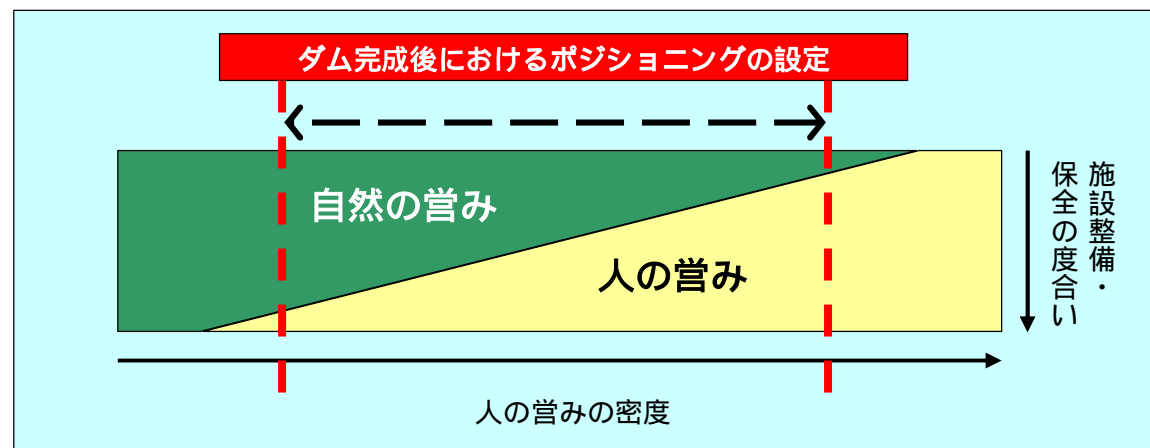 ダム完成後におけるポジショニングの設定
自然の営み
人の営み
施設整備・
保全の度合い
人の営みの密度